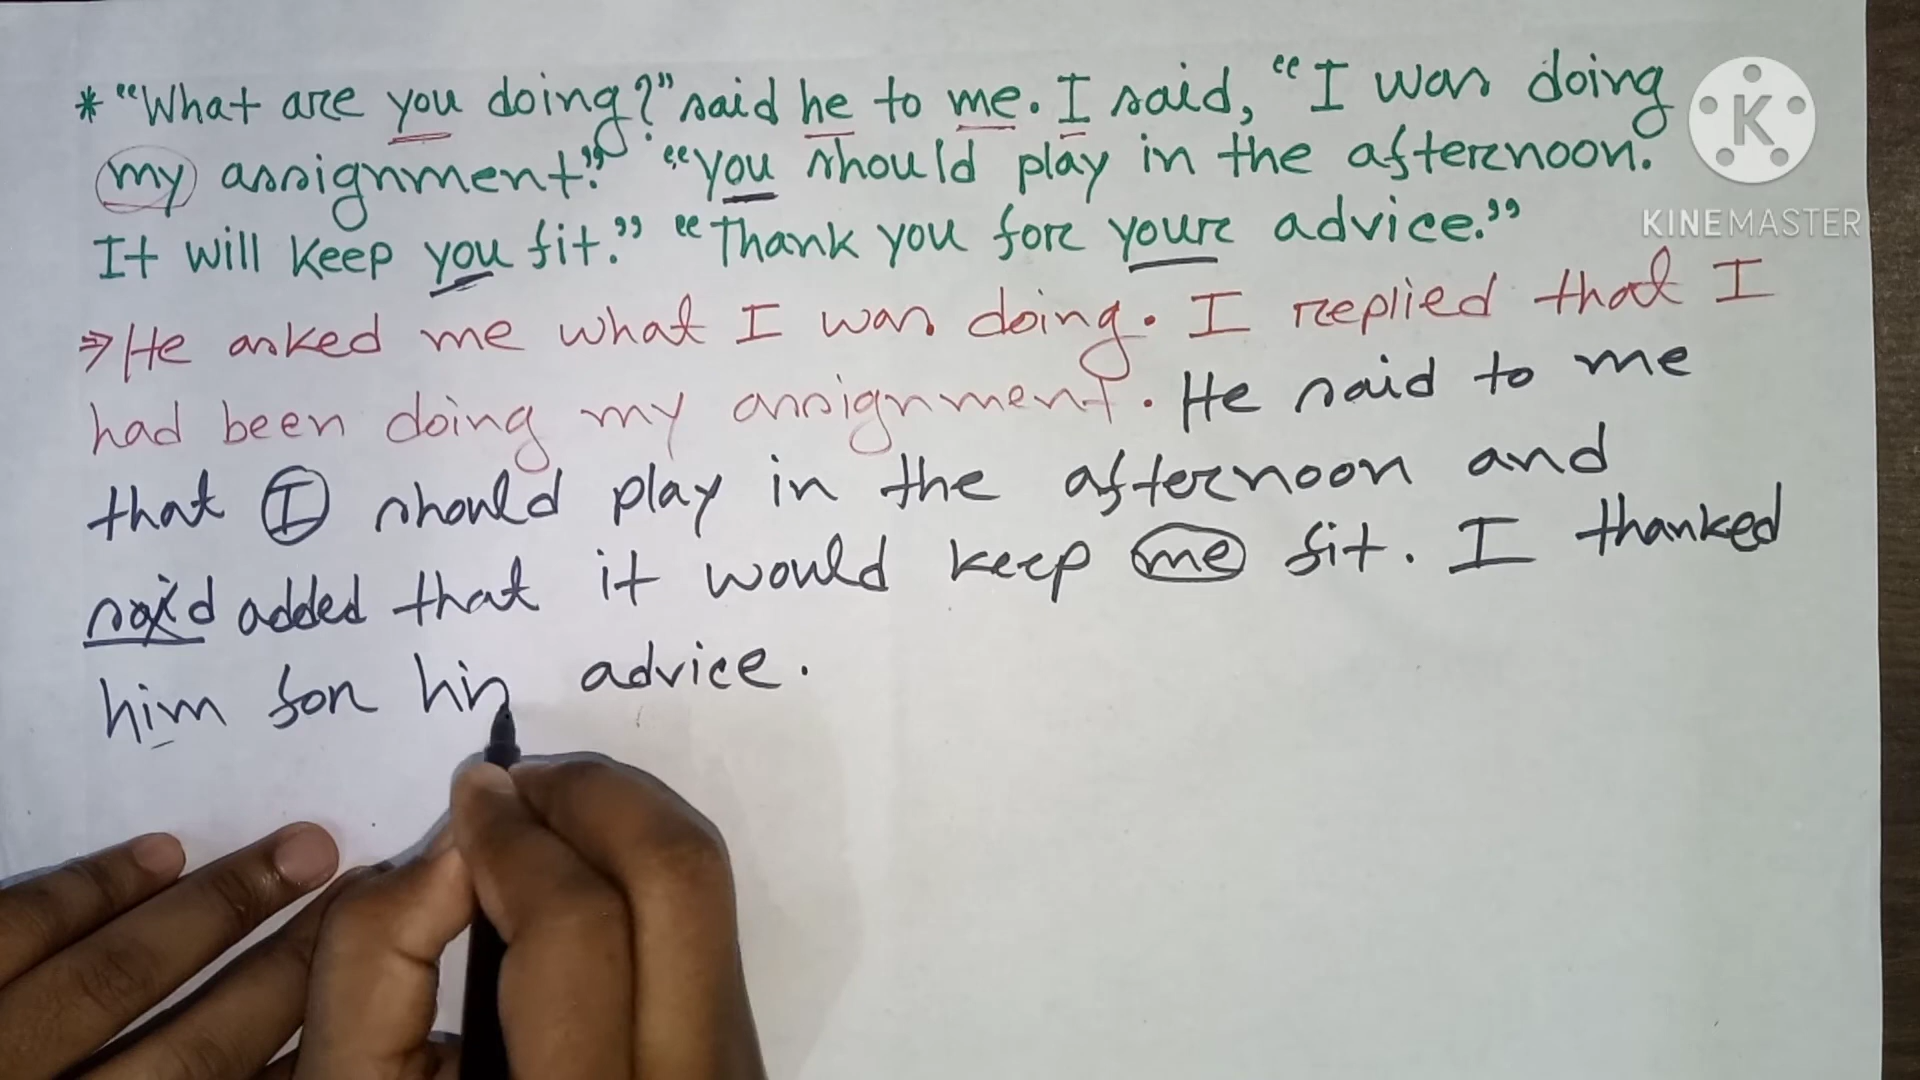 * "What are you doing?" said he to me. I said, "I was doing
my assignment." "you should play in the afternoon.
It will keep you fit." "Thank you for your advice."
⇒ He asked me what I was doing. I replied that I
had been doing my assignment. He said to me
that I should play in the afternoon and
said added that it would keep me fit. I thanked
him for his advice.
K
KINEMASTER